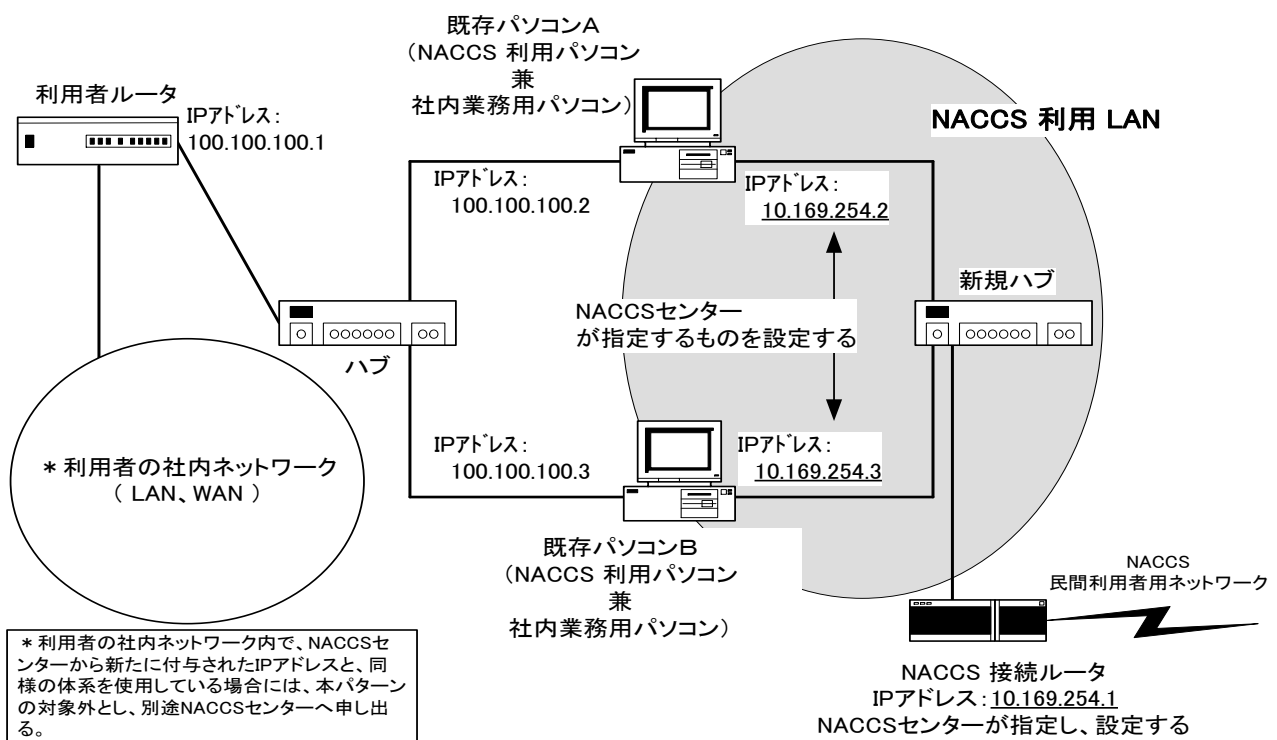 既存パソコンA
（NACCS 利用パソコン
兼
社内業務用パソコン）
利用者ルータ
IPアドレス：
100.100.100.1
NACCS 利用 LAN
IPアドレス：
100.100.100.2
IPアドレス：
10.169.254.2
新規ハブ
NACCSセンター
が指定するものを設定する
ハブ
IPアドレス：
100.100.100.3
IPアドレス：
10.169.254.3
＊利用者の社内ネットワーク
（ LAN、WAN ）
既存パソコンB
（NACCS 利用パソコン
兼
社内業務用パソコン）
NACCS
民間利用者用ネットワーク
＊利用者の社内ネットワーク内で、NACCSセ
ンターから新たに付与されたIPアドレスと、同
様の体系を使用している場合には、本パターン
の対象外とし、別途NACCSセンターへ申し出
る。
NACCS 接続ルータ
IPアドレス：10.169.254.1
NACCSセンターが指定し、設定する